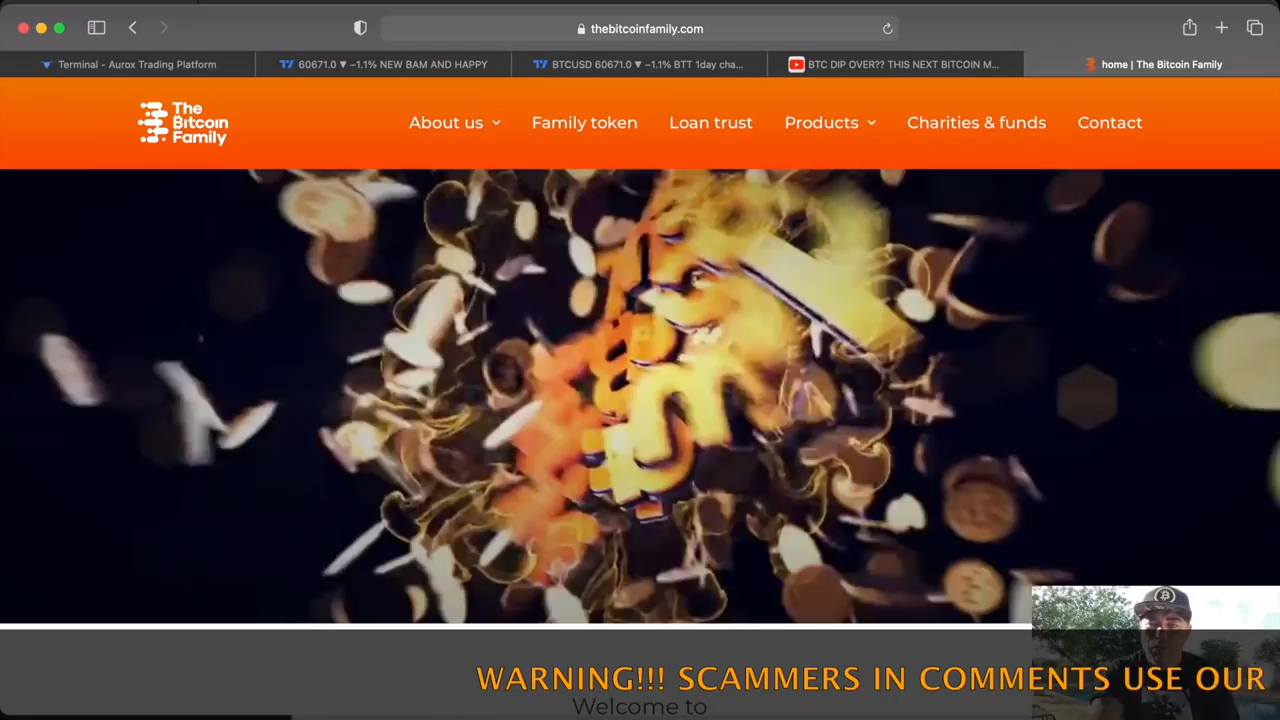 thebitcoinfamily.com
Terminal - Aurox Trading Platform
60671.0 ▼ −1.1% NEW BAM AND HAPPY
BTCUSD 60671.0 ▼ −1.1% BTT 1day cha...
BTC DIP OVER?? THIS NEXT BITCOIN M...
home | The Bitcoin Family
The
Bitcoin
Family
About us
Family token
Loan trust
Products
Charities & funds
Contact
WARNING!!! SCAMMERS IN COMMENTS USE OUR
Welcome to